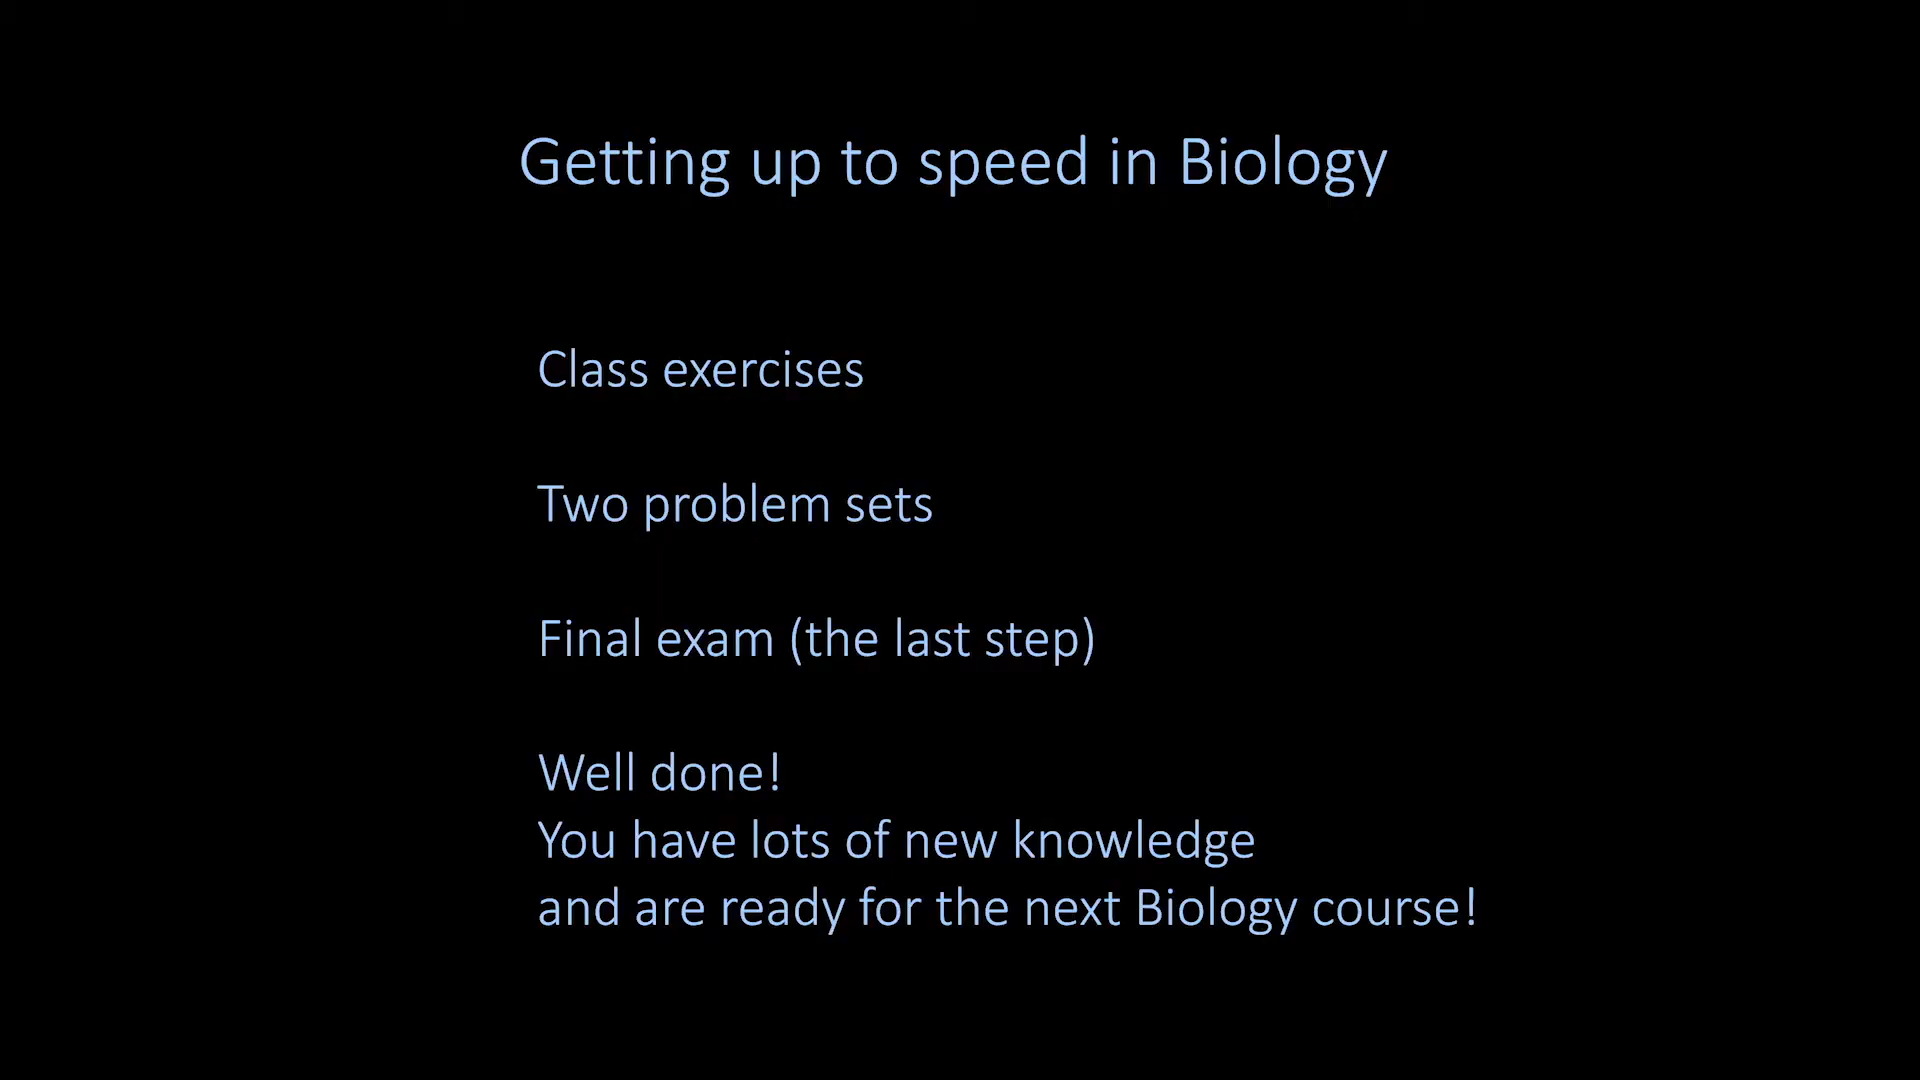 Getting up to speed in Biology
Class exercises
Two problem sets
Final exam (the last step)
Well done!
You have lots of new knowledge
and are ready for the next Biology course!